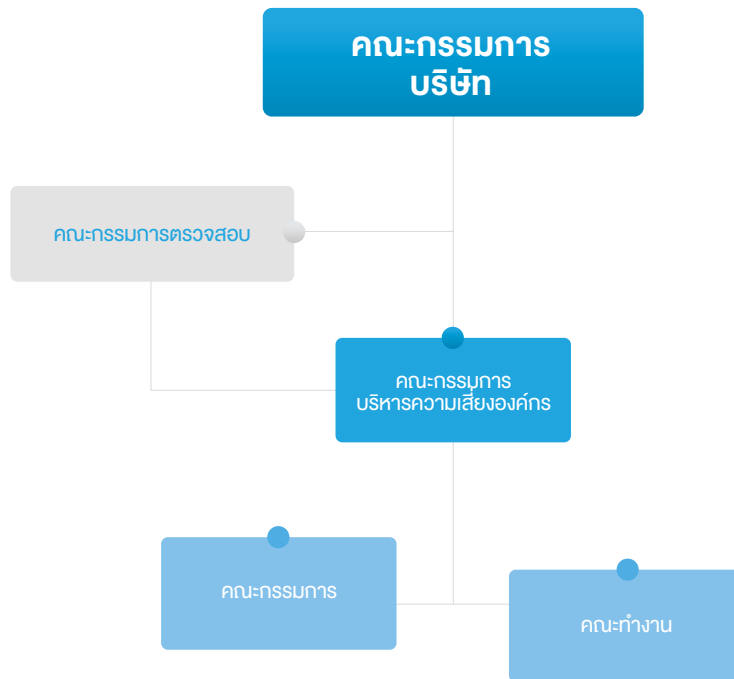 คณะกรรมการ
บริษัท
คณะกรรมการตรวจสอบ
คณะกรรมการ
บริหารความเสี่ยงองค์กร
คณะกรรมการ
คณะทำงาน